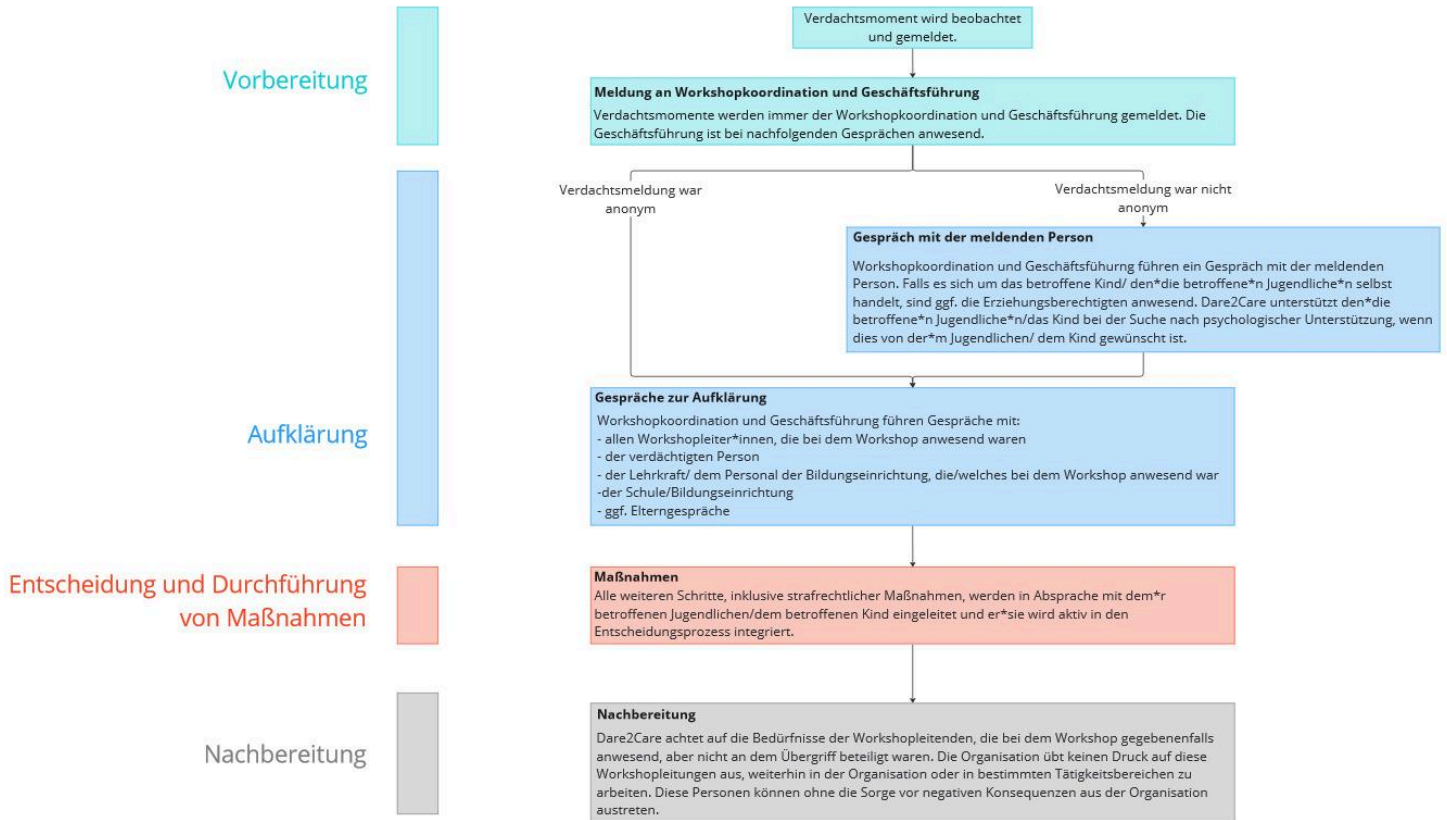 Vorbereitung
Verdachtsmoment wird beobachtet
und gemeldet.
Meldung an Workshopkoordination und Geschäftsführung
Verdachtsmomente werden immer der Workshopkoordination und Geschäftsführung gemeldet. Die
Geschäftsführung ist bei nachfolgenden Gesprächen anwesend.
Verdachtsmeldung war
anonym
Verdachtsmeldung war nicht
anonym
Gespräch mit der meldenden Person
Workshopkoordination und Geschäftsfühurng führen ein Gespräch mit der meldenden
Person. Falls es sich um das betroffene Kind/ den*die betroffene*n Jugendliche*n selbst
handelt, sind ggf. die Erziehungsberechtigten anwesend. Dare2Care unterstützt den*die
betroffene*n Jugendliche*n/das Kind bei der Suche nach psychologischer Unterstützung, wenn
dies von der*m Jugendlichen/ dem Kind gewünscht ist.
Aufklärung
Gespräche zur Aufklärung
Workshopkoordination und Geschäftsführung führen Gespräche mit:
- allen Workshopleiter*innen, die bei dem Workshop anwesend waren
- der verdächtigten Person
- der Lehrkraft/ dem Personal der Bildungseinrichtung, die/welches bei dem Workshop anwesend war
-der Schule/Bildungseinrichtung
- ggf. Elterngespräche
Entscheidung und Durchführung
von Maßnahmen
Maßnahmen
Alle weiteren Schritte, inklusive strafrechtlicher Maßnahmen, werden in Absprache mit dem*r
betroffenen Jugendlichen/dem betroffenen Kind eingeleitet und er*sie wird aktiv in den
Entscheidungsprozess integriert.
Nachbereitung
Nachbereitung
Dare2Care achtet auf die Bedürfnisse der Workshopleitenden, die bei dem Workshop gegebenenfalls
anwesend, aber nicht an dem Übergriff beteiligt waren. Die Organisation übt keinen Druck auf diese
Workshopleitungen aus, weiterhin in der Organisation oder in bestimmten Tätigkeitsbereichen zu
arbeiten. Diese Personen können ohne die Sorge vor negativen Konsequenzen aus der Organisation
austreten.